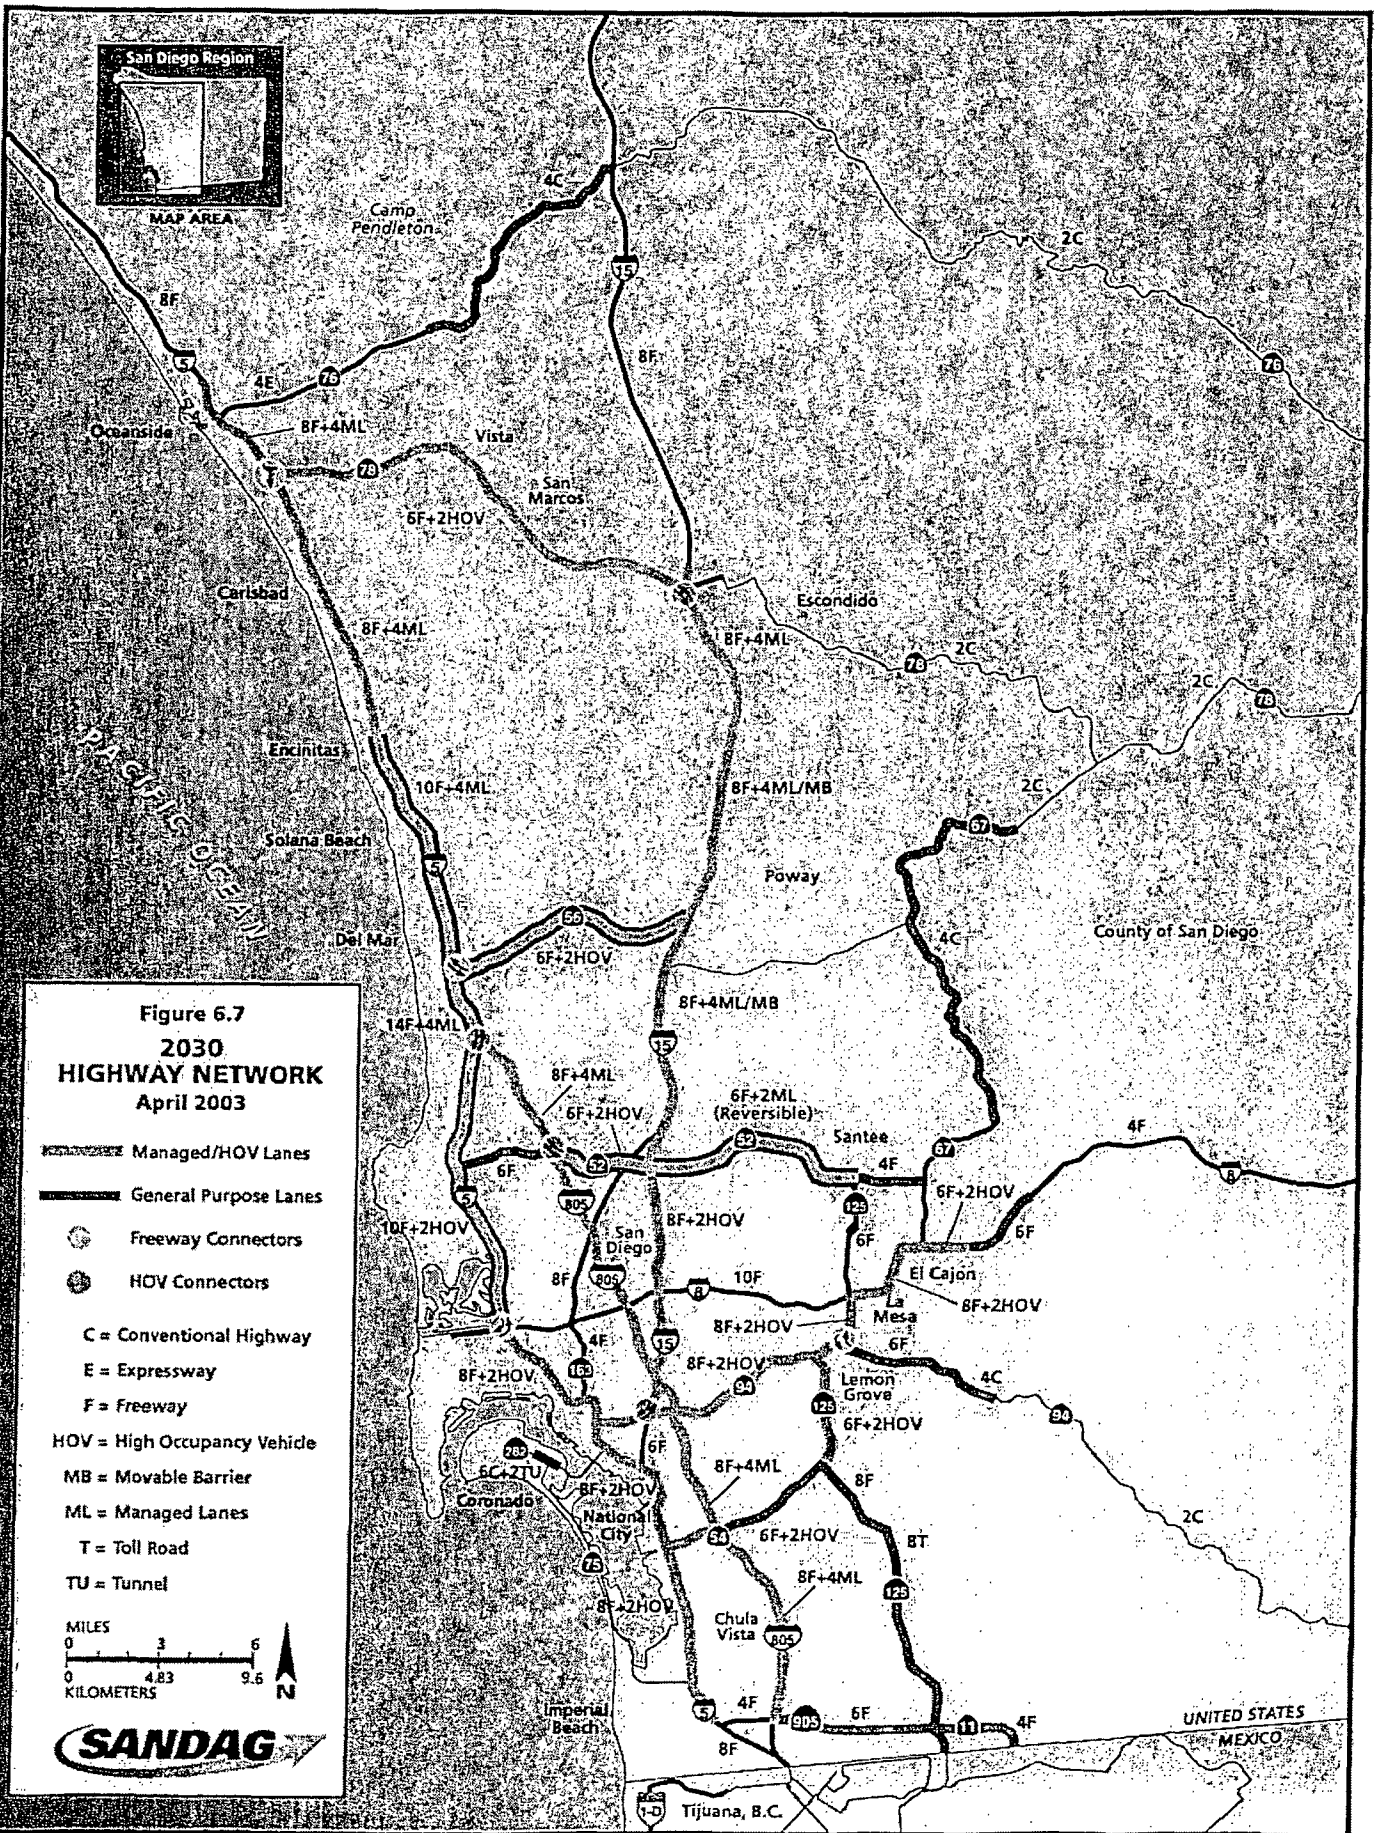 San Diego Region
MAP AREA
Camp
Pendleton
4C
15
2C
8F
5
76
8F
76
4E
Oceanside
8F+4ML
Vista
78
San
Marcos
6F+2HOV
Carlsbad
Escondido
8F+4ML
8F+4ML
2C
78
2C
78
Encinitas
PACIFIC OCEAN
10F+4ML
8F+4ML/MB
2C
67
Solana Beach
5
Poway
56
Del Mar
4C
County of San Diego
6F+2HOV
8F+4ML/MB
14F+4ML
15
8F+4ML
6F+2HOV
6F+2ML
(Reversible)
52
Santee
4F
67
4F
8
6F
52
5
805
125
6F+2HOV
10F+2HOV
8F+2HOV
San
Diego
6F
6F
805
8F
10F
8
El Cajon
8F+2HOV
La
Mesa
8F+2HOV
4F
15
6F
163
8F+2HOV
8F+2HOV
94
Lemon
Grove
4C
125
94
6F+2HOV
282
6F
6C+2TU
8F+4ML
8F
Coronado
8F+2HOV
National
City
54
6F+2HOV
8T
2C
75
125
8F+4ML
8F+2HOV
Chula
Vista
805
Imperial
Beach
5
4F
905
6F
11
4F
8F
UNITED STATES
MEXICO
1-D
Tijuana, B.C.
Figure 6.7
2030
HIGHWAY NETWORK
April 2003
Managed/HOV Lanes
General Purpose Lanes
Freeway Connectors
HOV Connectors
C = Conventional Highway
E = Expressway
F = Freeway
HOV = High Occupancy Vehicle
MB = Movable Barrier
ML = Managed Lanes
T = Toll Road
TU = Tunnel
MILES
0 3 6
0 4.83 9.6
KILOMETERS
N
SANDAG